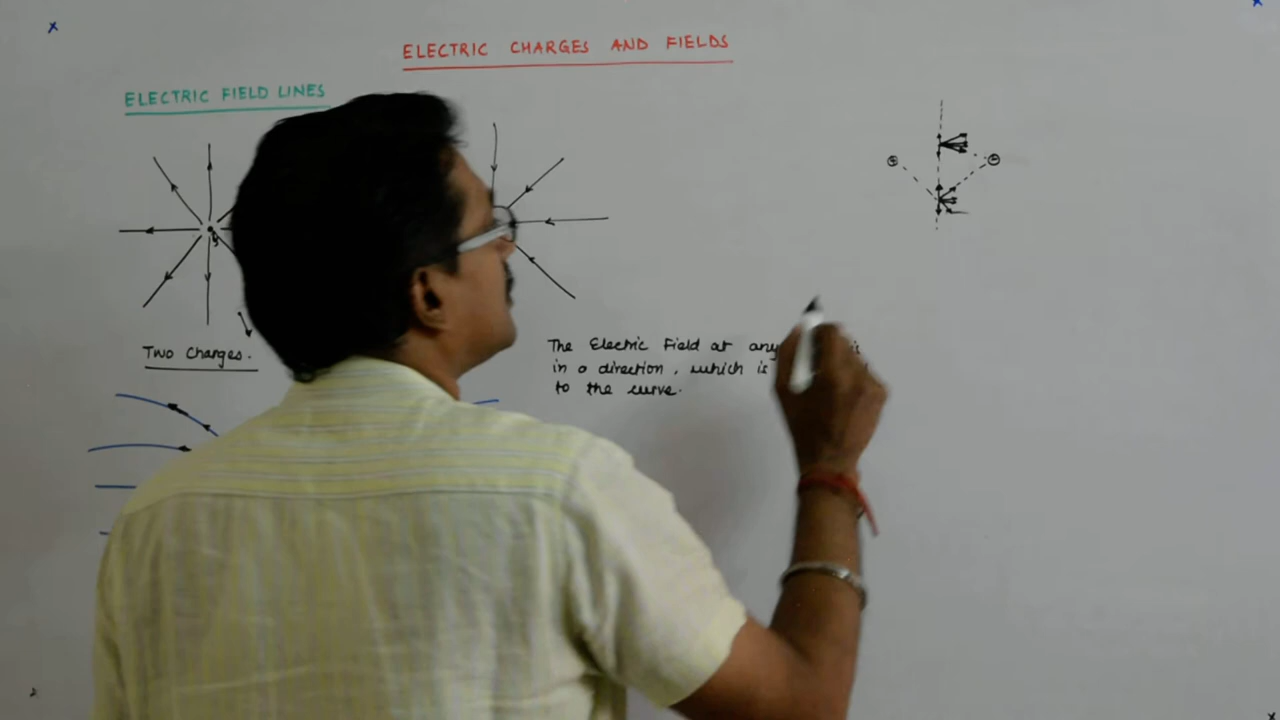 ELECTRIC CHARGES AND FIELDS
ELECTRIC FIELD LINES
Two Charges.
The Electric Field at any
in a direction, which is
to the curve.